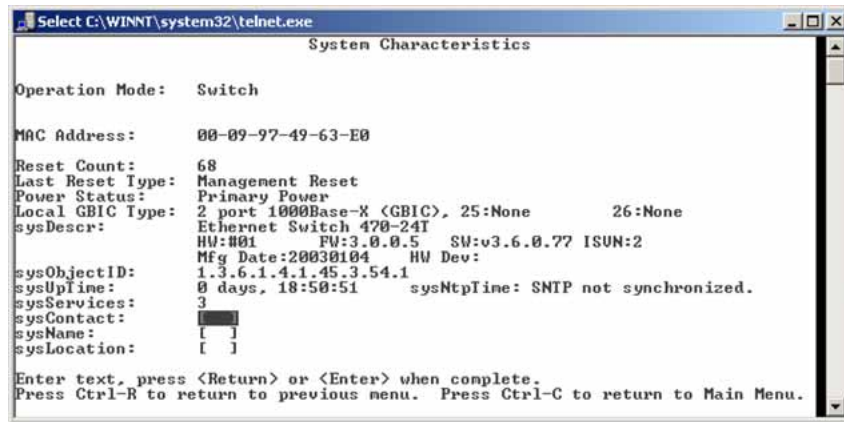 Select C:\WINNT\system32\telnet.exe
System Characteristics
Operation Mode: Switch
MAC Address: 00-09-97-49-63-E0
Reset Count: 68
Last Reset Type: Management Reset
Power Status: Primary Power
Local GBIC Type: 2 port 1000Base-X (GBIC), 25:None 26:None
sysDescr: Ethernet Switch 470-24T
HW:#01 FW:3.0.0.5 SW:v3.6.0.77 ISVN:2
Mfg Date:20030104 HW Dev:
sysObjectID: 1.3.6.1.4.1.45.3.54.1
sysUpTime: 0 days, 18:50:51 sysNtpTime: SNTP not synchronized.
sysServices: 3
sysContact: [ ]
sysName: [ ]
sysLocation: [ ]
Enter text, press <Return> or <Enter> when complete.
Press Ctrl-R to return to previous menu. Press Ctrl-C to return to Main Menu.